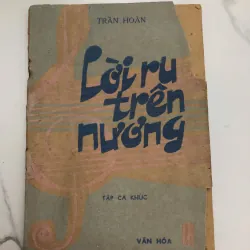 TRẦN HOÀN
Lời ru
trên
nương
TẬP CA KHÚC
VĂN HÓA